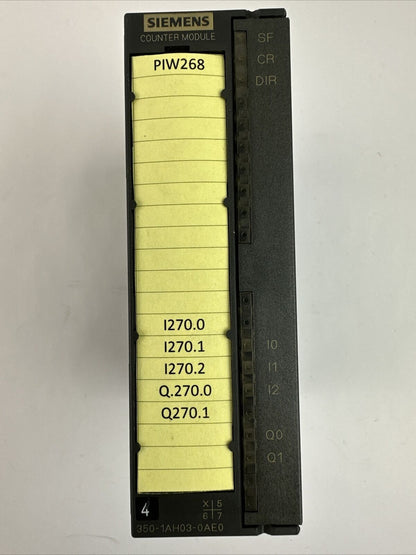 SIEMENS
COUNTER MODULE
SF
PIW268
CR
DIR
I270.0
I270.1
I0
I270.2
I1
Q.270.0
I2
Q270.1
Q0
Q1
4
X 5
6 7
350-1AH03-0AE0